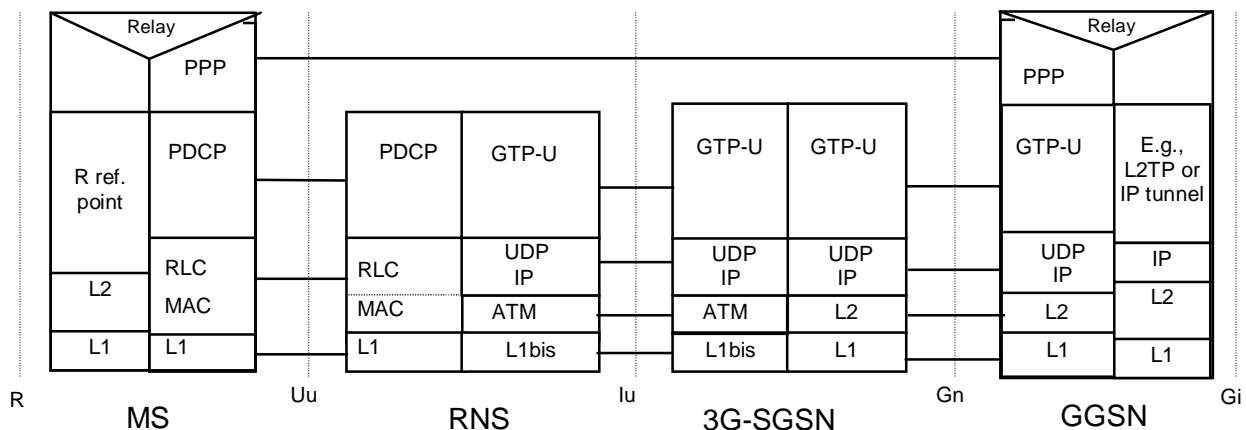 Relay
Relay
PPP
PPP
R ref.
point
PDCP
PDCP
GTP-U
GTP-U
GTP-U
GTP-U
E.g.,
L2TP or
IP tunnel
RLC
MAC
RLC
MAC
UDP
IP
UDP
IP
UDP
IP
UDP
IP
IP
L2
ATM
ATM
L2
L2
L2
L1
L1
L1
L1bis
L1bis
L1
L1
L1
R
Uu
Iu
Gn
Gi
MS
RNS
3G-SGSN
GGSN